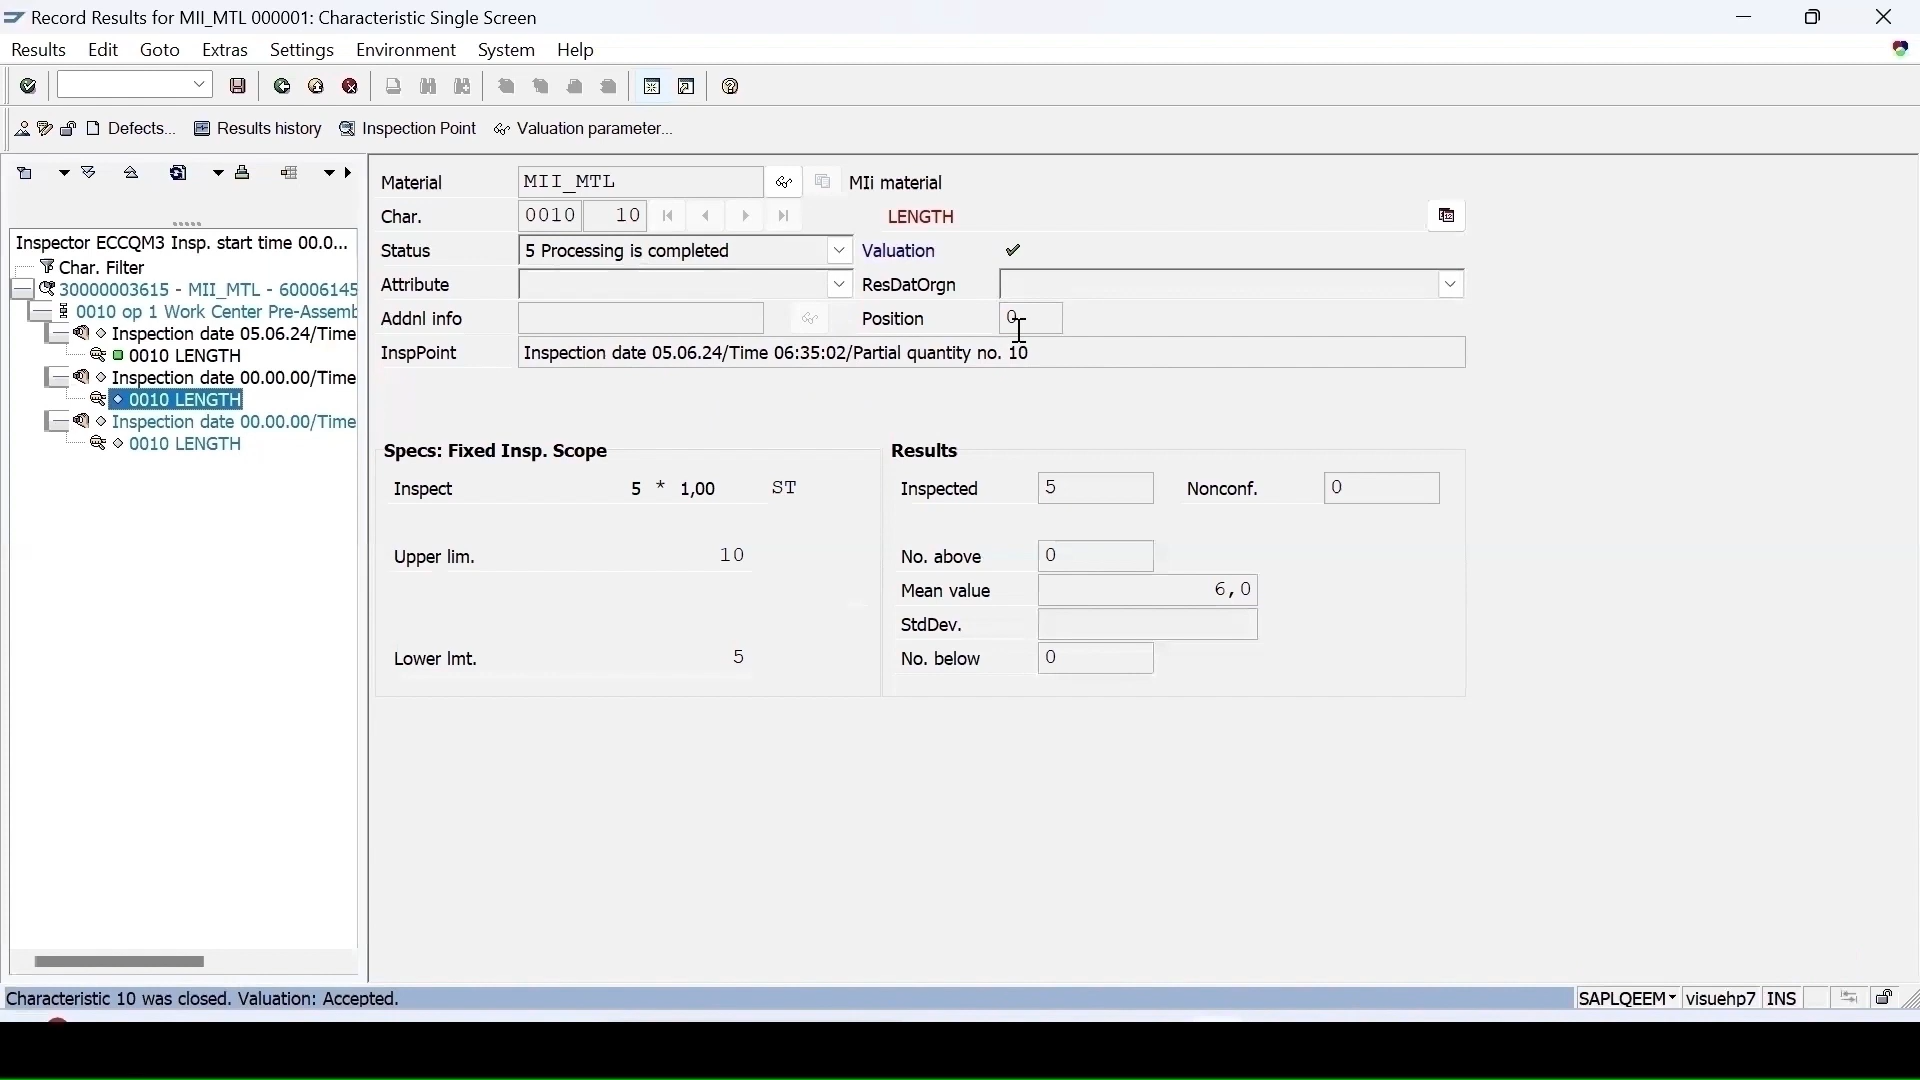 Record Results for MII_MTL 000001: Characteristic Single Screen
Results Edit Goto Extras Settings Environment System Help
Defects... Results history Inspection Point Valuation parameter...
Inspector ECCQM3 Insp. start time 00.0...
Char. Filter
30000003615 - MII_MTL - 60006145
0010 op 1 Work Center Pre-Assemb
Inspection date 05.06.24/Time
0010 LENGTH
Inspection date 00.00.00/Time
0010 LENGTH
Inspection date 00.00.00/Time
0010 LENGTH
Material MII_MTL MIi material
Char. 0010 10 LENGTH
Status 5 Processing is completed Valuation
Attribute ResDatOrgn
Addnl info Position 0
InspPoint Inspection date 05.06.24/Time 06:35:02/Partial quantity no. 10
Specs: Fixed Insp. Scope
Inspect 5 * 1,00 ST
Upper lim. 10
Lower lmt. 5
Results
Inspected 5 Nonconf. 0
No. above 0
Mean value 6,0
StdDev.
No. below 0
Characteristic 10 was closed. Valuation: Accepted.
SAPLQEEM visuehp7 INS